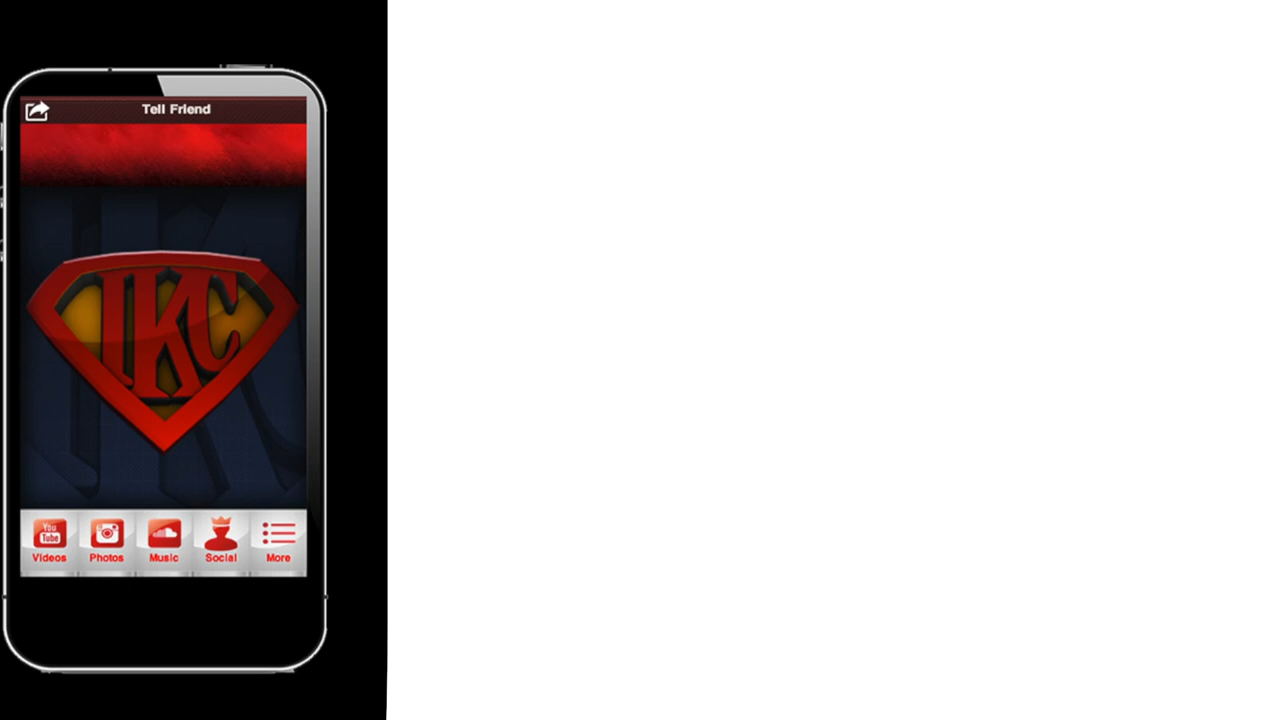 Tell Friend
IKC
You
Tube
Videos
Photos
Music
Social
More